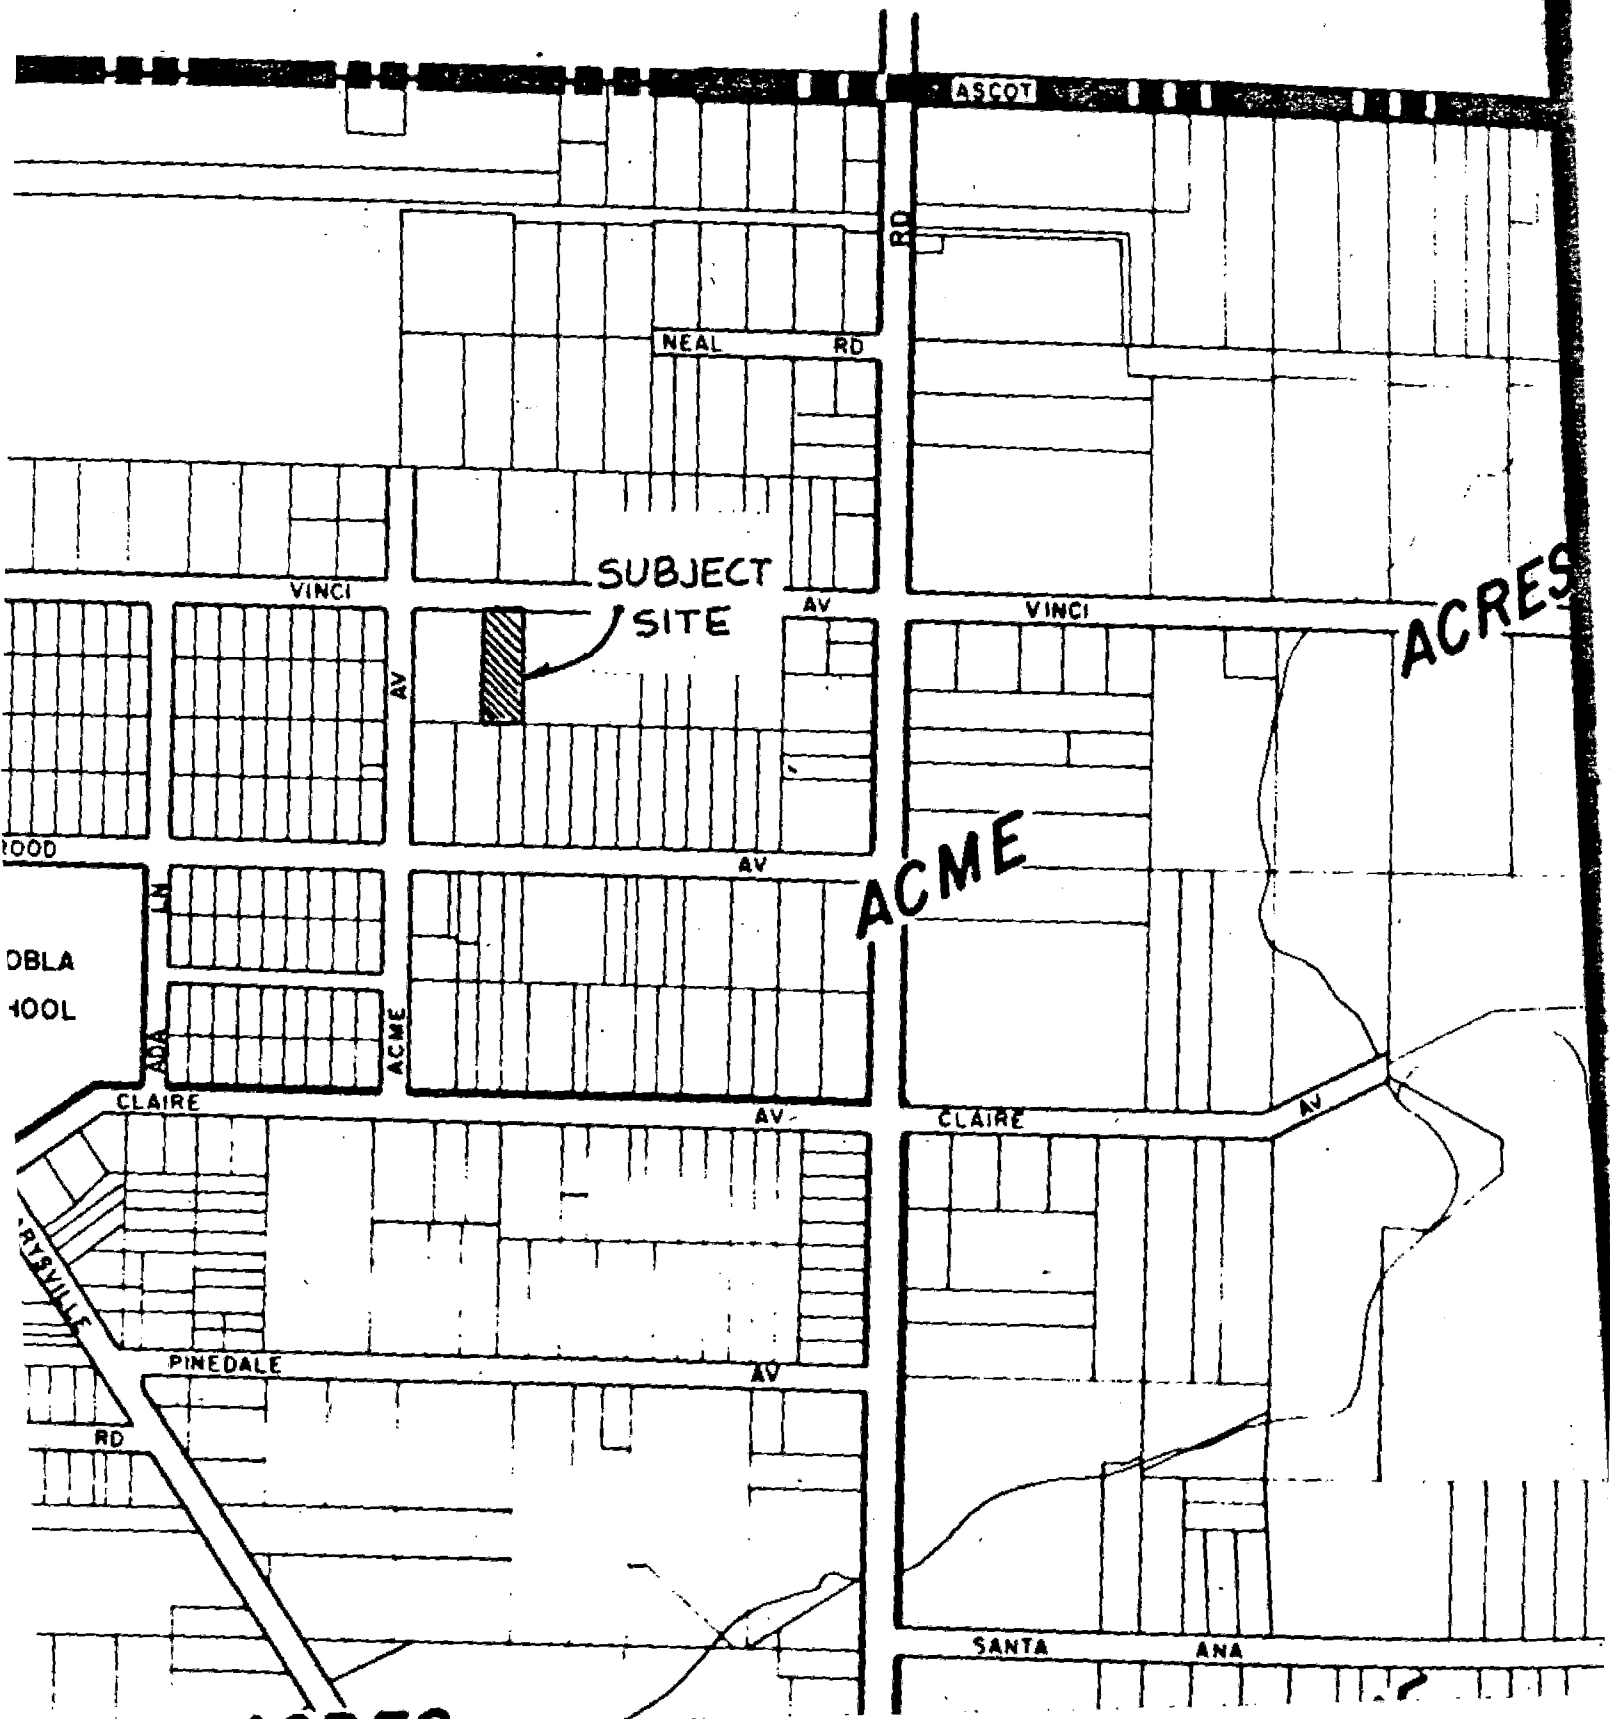 ASCOT
RD
NEAL RD
SUBJECT
SITE
VINCI AV VINCI
ACRES
AV
ROOD AV
ACME
LN
OBLA
HOOL
ADA
ACME
CLAIRE AV CLAIRE AV
RYSVILLE
PINEDALE AV
RD
SANTA ANA